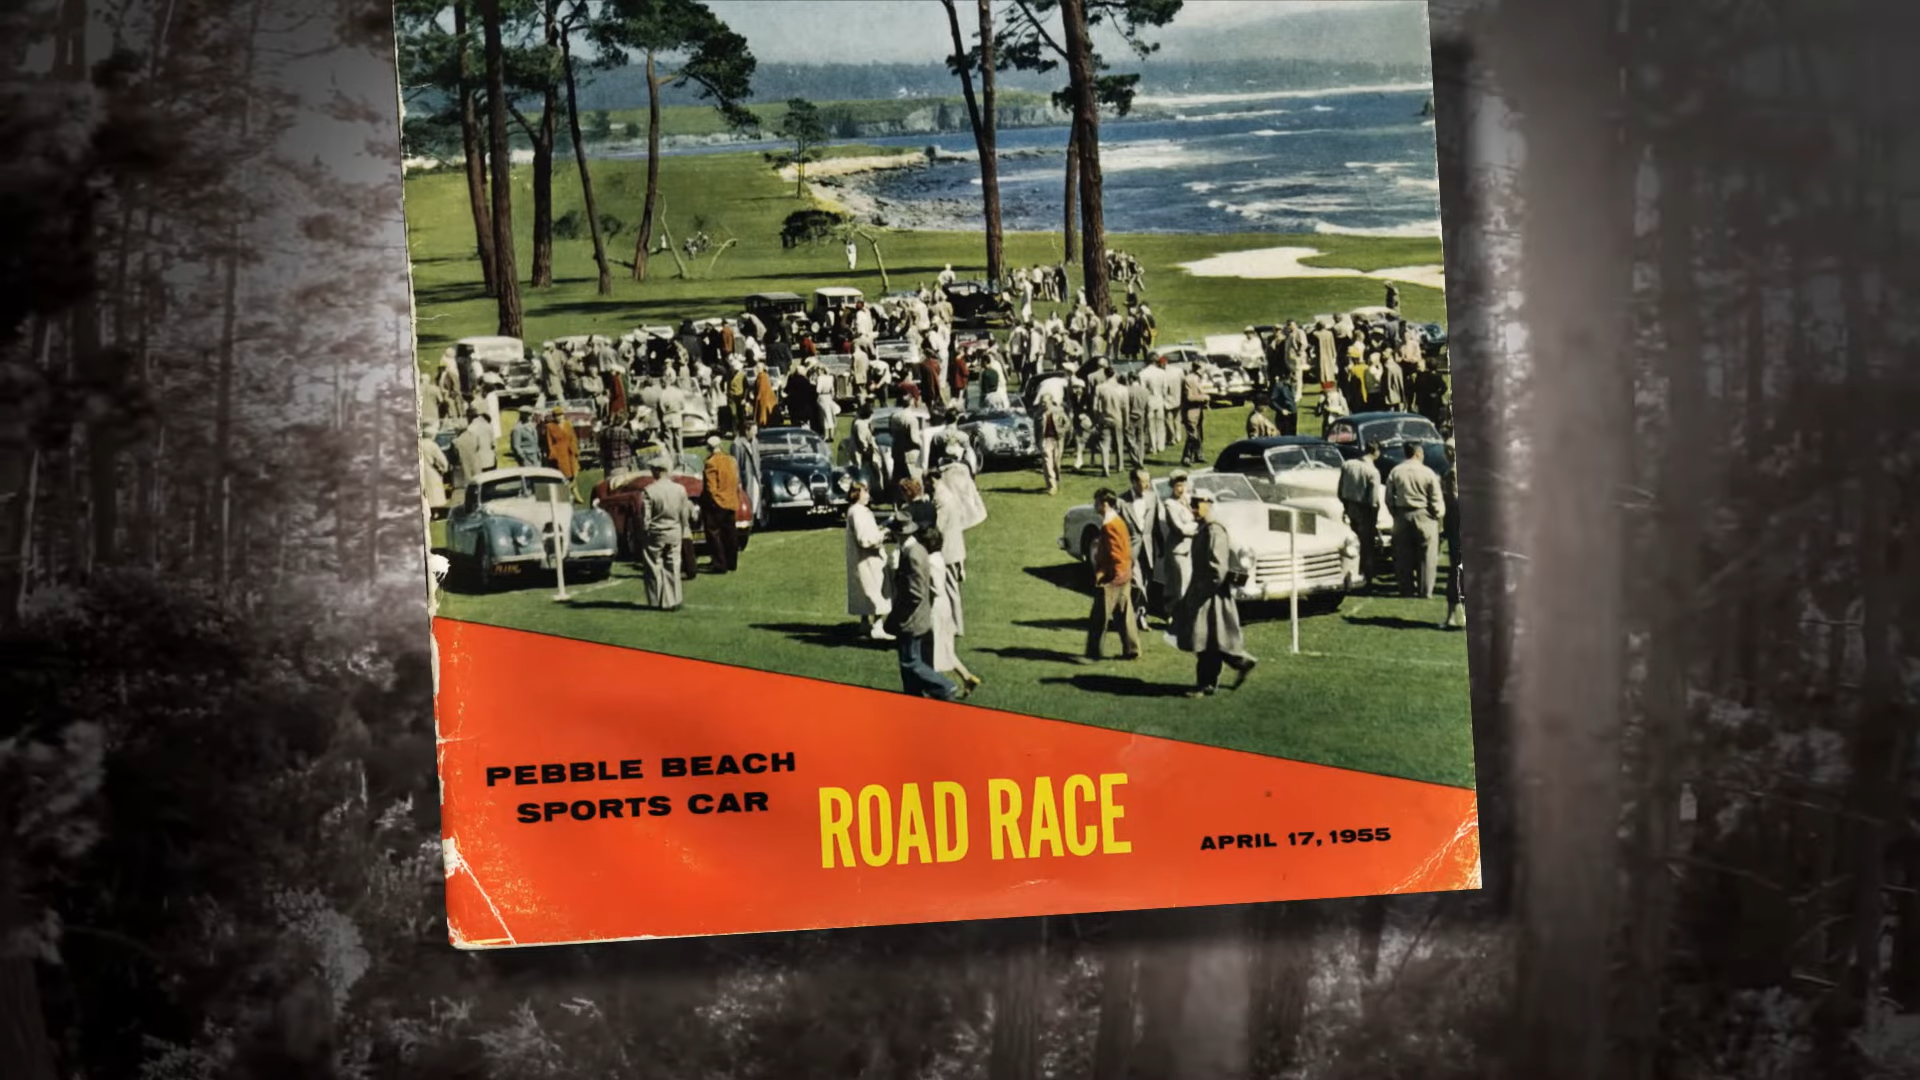 PEBBLE BEACH
SPORTS CAR
ROAD RACE
APRIL 17, 1955